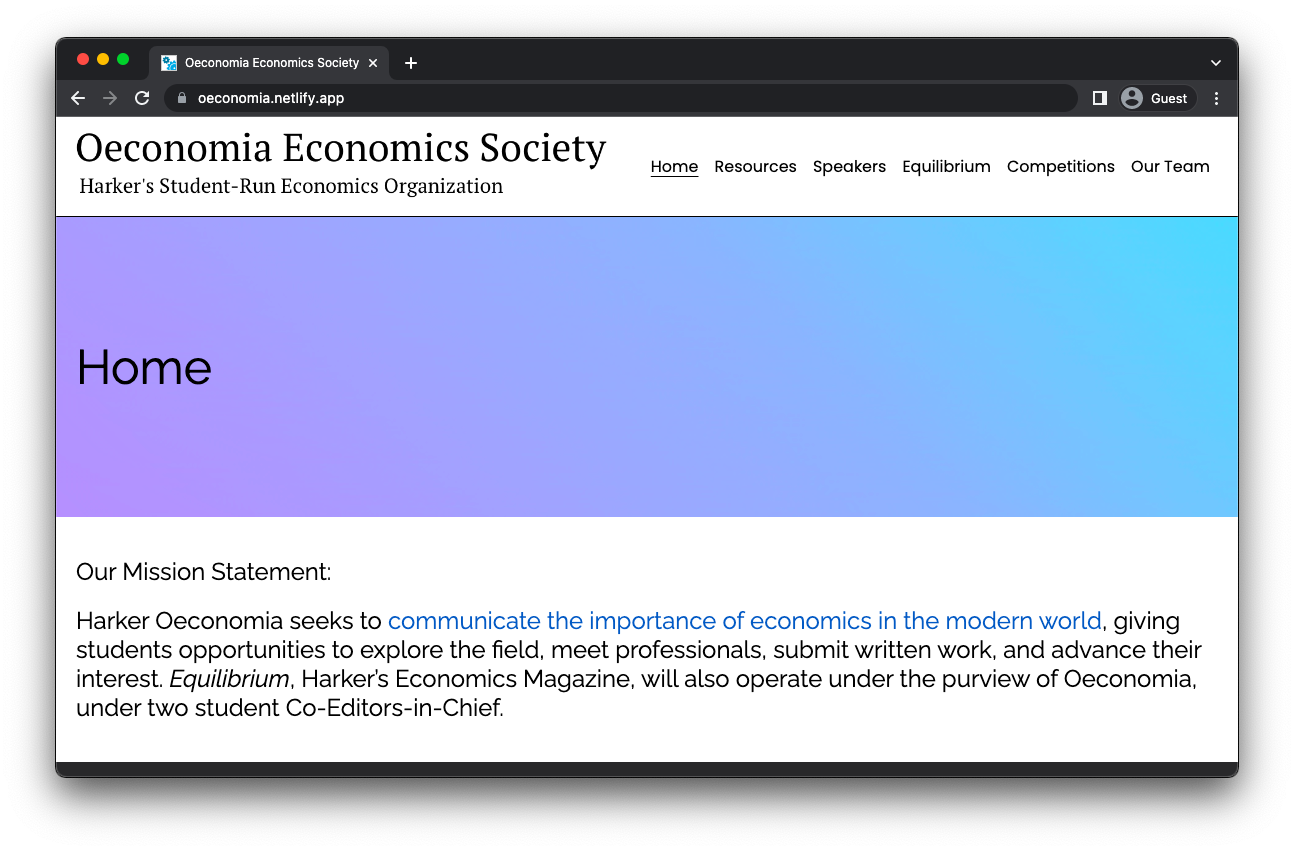 Oeconomia Economics Society
oeconomia.netlify.app
Guest
Oeconomia Economics Society
Harker's Student-Run Economics Organization
Home Resources Speakers Equilibrium Competitions Our Team
Home
Our Mission Statement:
Harker Oeconomia seeks to communicate the importance of economics in the modern world, giving
students opportunities to explore the field, meet professionals, submit written work, and advance their
interest. Equilibrium, Harker’s Economics Magazine, will also operate under the purview of Oeconomia,
under two student Co-Editors-in-Chief.